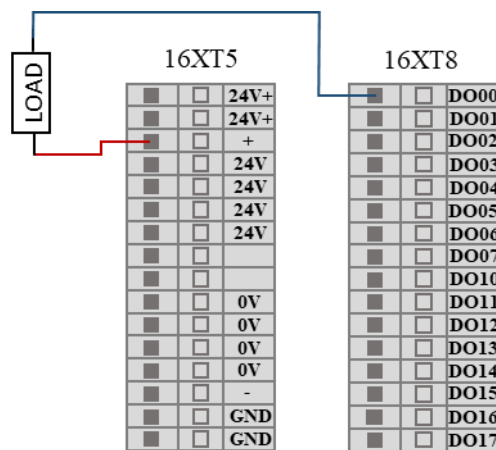 LOAD
16XT5
24V+
24V+
+
24V
24V
24V
24V
0V
0V
0V
0V
-
GND
GND
16XT8
DO00
DO01
DO02
DO03
DO04
DO05
DO06
DO07
DO10
DO11
DO12
DO13
DO14
DO15
DO16
DO17